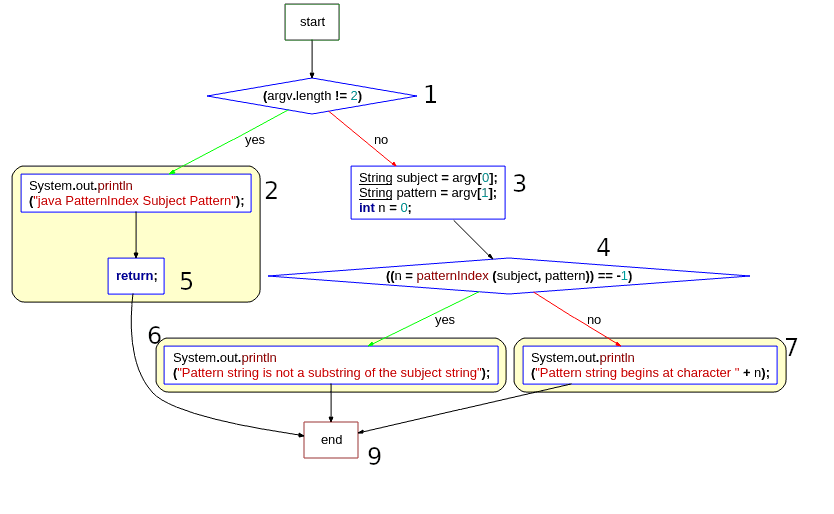 start
(argv.length != 2)
1
yes
no
System.out.println
("java PatternIndex Subject Pattern");
2
String subject = argv[0];
String pattern = argv[1];
int n = 0;
3
4
((n = patternIndex (subject, pattern)) == -1)
return;
5
yes
no
6
System.out.println
("Pattern string is not a substring of the subject string");
System.out.println
("Pattern string begins at character " + n);
7
end
9